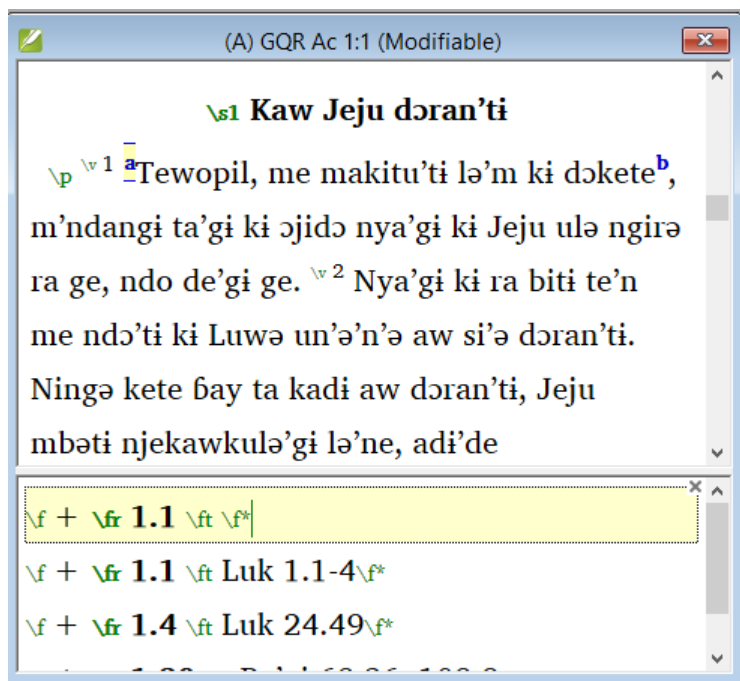 (A) GQR Ac 1:1 (Modifiable)
\s1 Kaw Jeju dɔran’tɨ
\p \v 1 aTewopil, me makitu’tɨ lə’m kɨ dɔketeb,
m’ndangɨ ta’gɨ kɨ ɔjidɔ nya’gɨ kɨ Jeju ulə ngirə
ra ge, ndo de’gɨ ge. \v 2 Nya’gɨ kɨ ra bitɨ te’n
me ndɔ’tɨ kɨ Luwə un’ə’n’ə aw si’ə dɔran’tɨ.
Ningə kete ɓay ta kadɨ aw dɔran’tɨ, Jeju
mbətɨ njekawkulə’gɨ lə’ne, adɨ’de
\f + \fr 1.1 \ft \f*
\f + \fr 1.1 \ft Luk 1.1-4\f*
\f + \fr 1.4 \ft Luk 24.49\f*